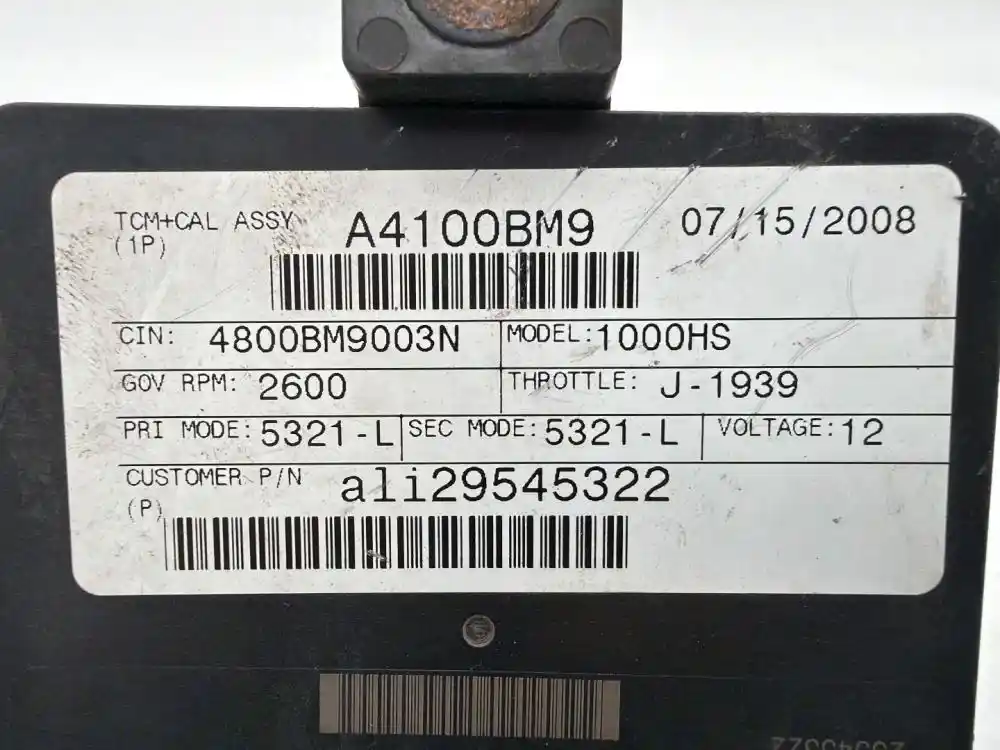 TCM+CAL ASSY A4100BM9 07/15/2008
(1P)
CIN: 4800BM9003N MODEL: 1000HS
GOV RPM: 2600 THROTTLE: J-1939
PRI MODE: 5321-L SEC MODE: 5321-L VOLTAGE: 12
CUSTOMER P/N ali29545322
(P)